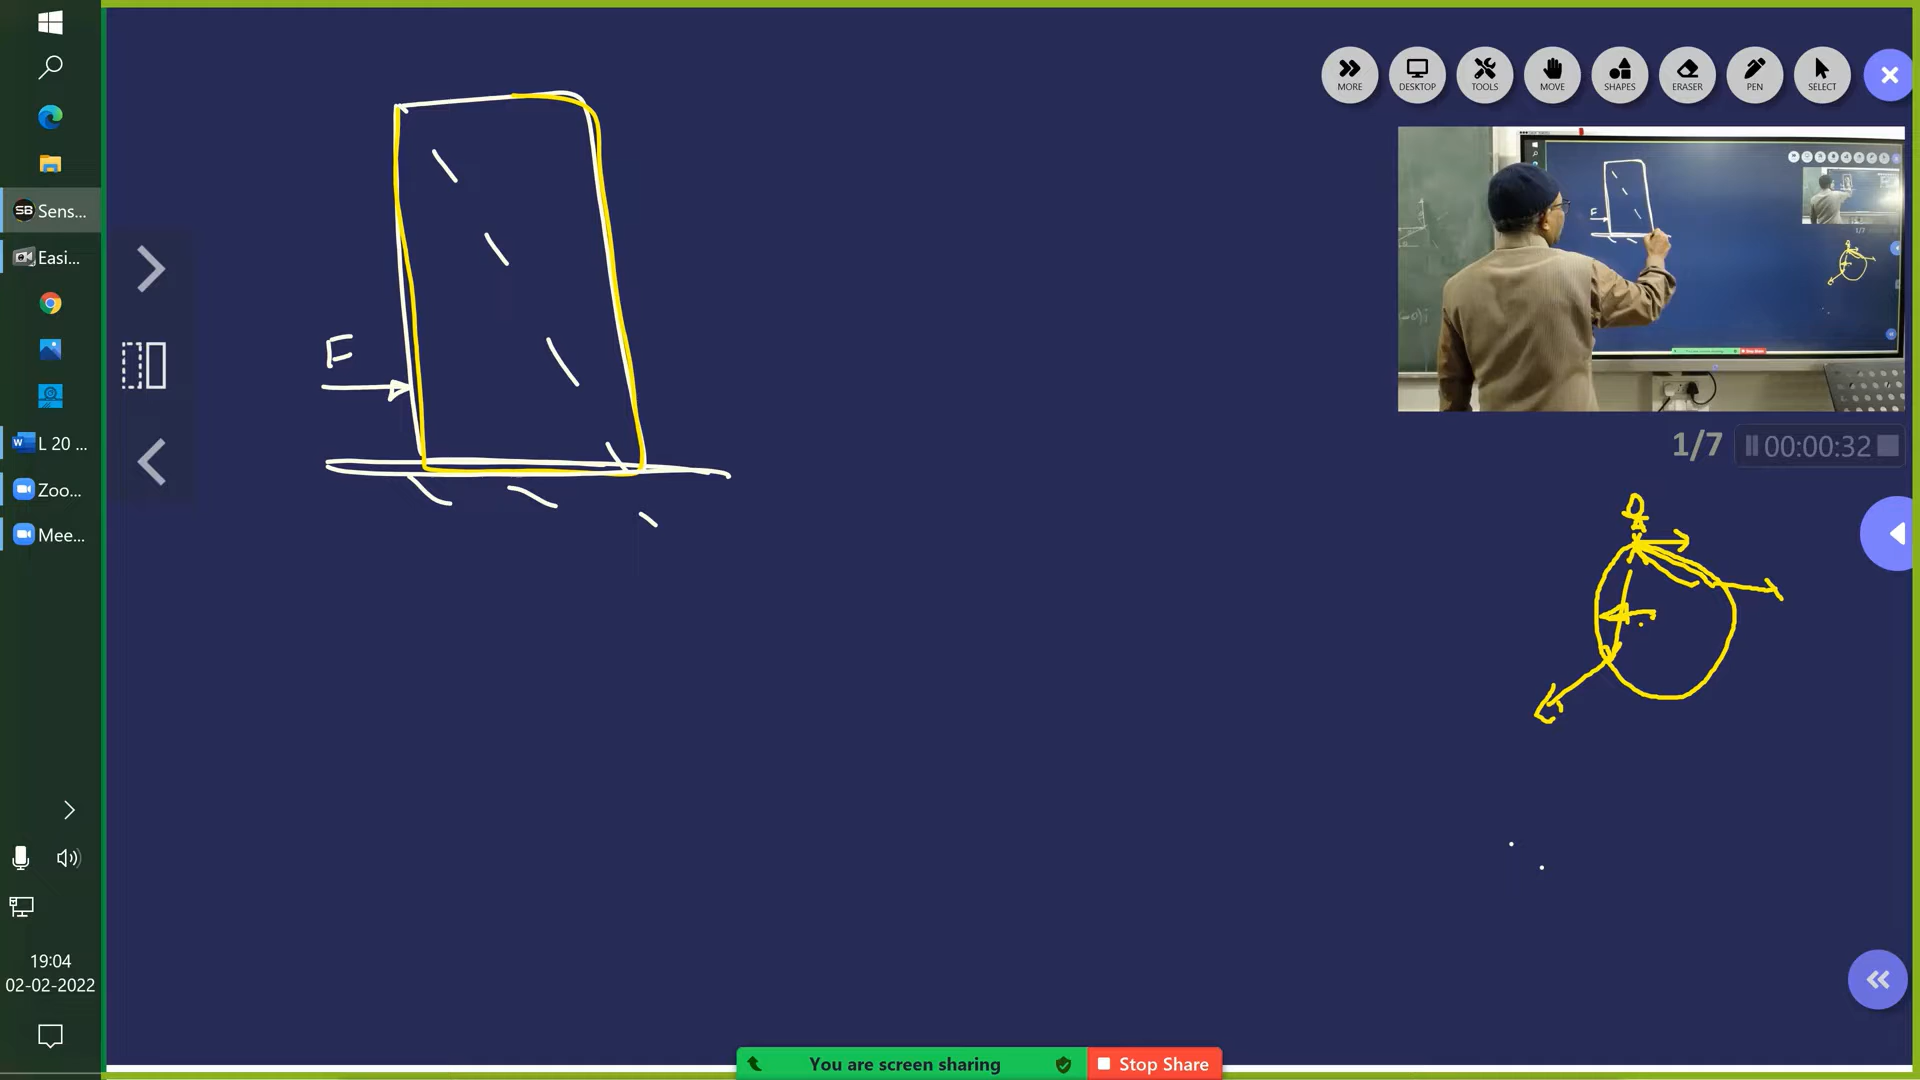 MORE
DESKTOP
TOOLS
MOVE
SHAPES
ERASER
PEN
SELECT
SB Sens...
Easi...
F
1/7 00:00:32
W L 20 ...
Zoo...
Mee...
19:04
02-02-2022
You are screen sharing
Stop Share